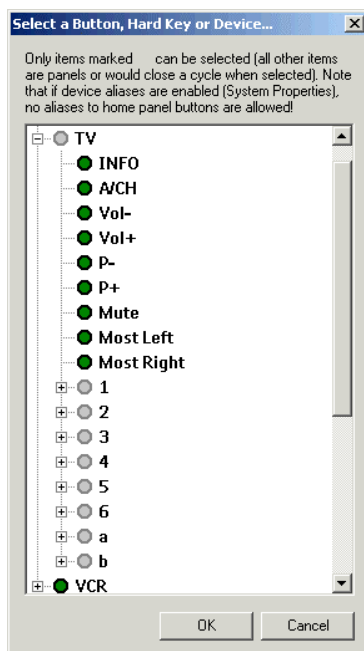 Select a Button, Hard Key or Device...
Only items marked can be selected (all other items
are panels or would close a cycle when selected). Note
that if device aliases are enabled (System Properties),
no aliases to home panel buttons are allowed!
TV
INFO
A/CH
Vol-
Vol+
P-
P+
Mute
Most Left
Most Right
1
2
3
4
5
6
a
b
VCR
OK Cancel